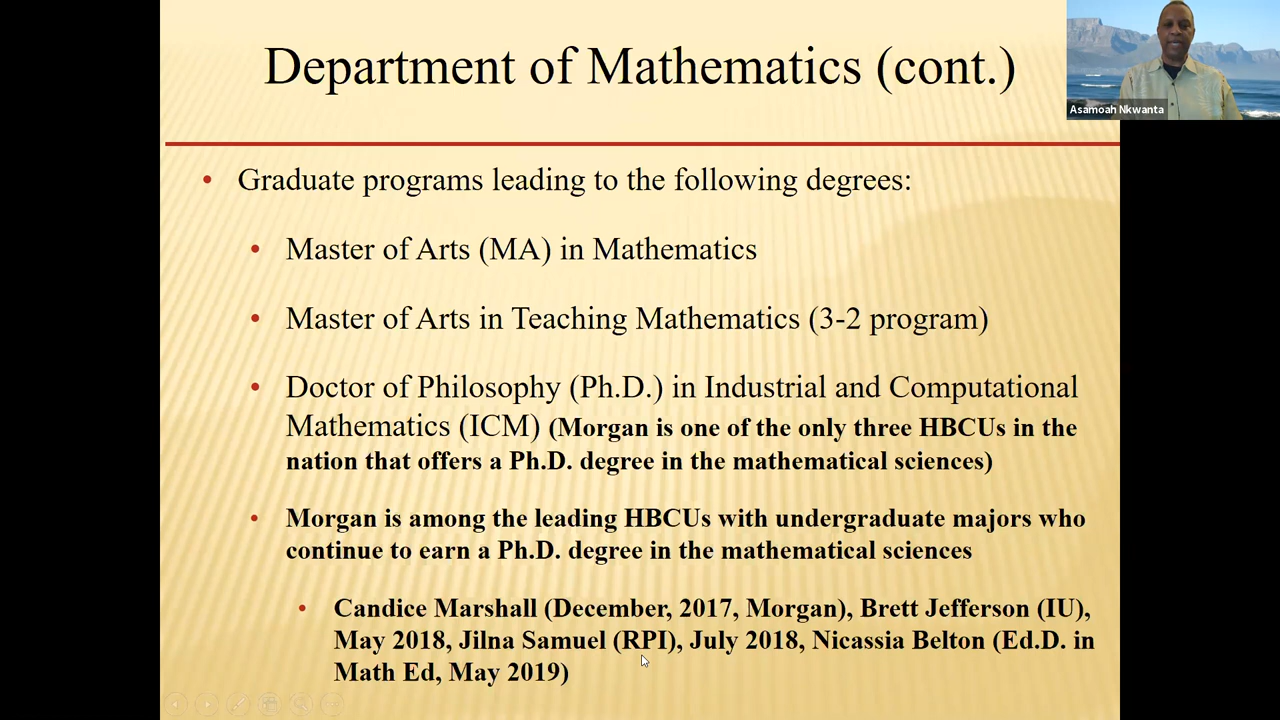 Department of Mathematics (cont.)
Asamoah Nkwanta
• Graduate programs leading to the following degrees:
• Master of Arts (MA) in Mathematics
• Master of Arts in Teaching Mathematics (3-2 program)
• Doctor of Philosophy (Ph.D.) in Industrial and Computational
Mathematics (ICM) (Morgan is one of the only three HBCUs in the
nation that offers a Ph.D. degree in the mathematical sciences)
• Morgan is among the leading HBCUs with undergraduate majors who
continue to earn a Ph.D. degree in the mathematical sciences
• Candice Marshall (December, 2017, Morgan), Brett Jefferson (IU),
May 2018, Jilna Samuel (RPI), July 2018, Nicassia Belton (Ed.D. in
Math Ed, May 2019)